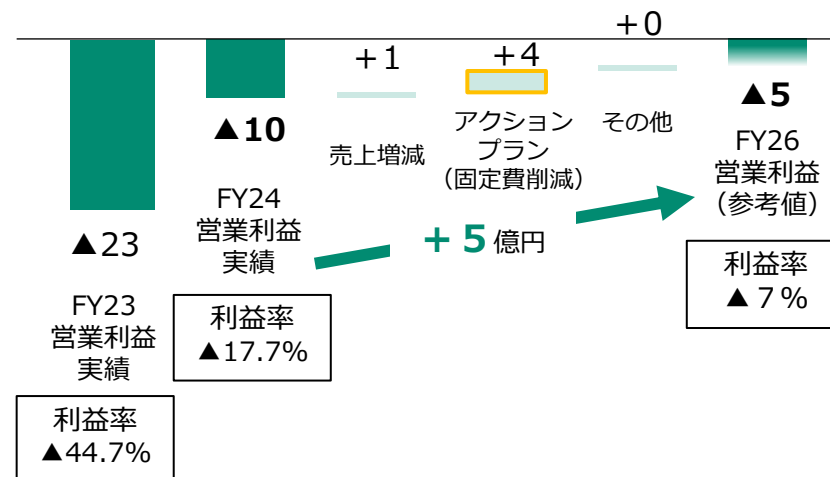 ▲23
FY23
営業利益
実績
利益率
▲44.7%
▲10
FY24
営業利益
実績
利益率
▲17.7%
＋1
売上増減
＋4
アクション
プラン
（固定費削減）
＋0
その他
＋5億円
▲5
FY26
営業利益
（参考値）
利益率
▲７%